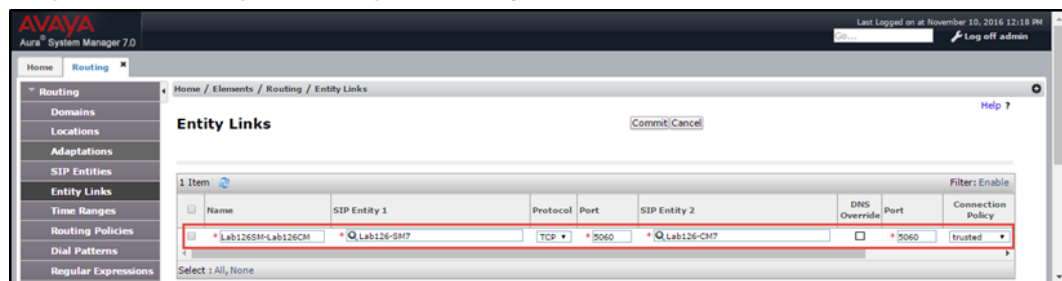 AVAYA
Aura® System Manager 7.0
Last Logged on at November 10, 2016 12:18 PM
Go...
Log off admin
Home
Routing ×
Routing
Domains
Locations
Adaptations
SIP Entities
Entity Links
Time Ranges
Routing Policies
Dial Patterns
Regular Expressions
Home / Elements / Routing / Entity Links
Help ?
Entity Links
Commit Cancel
1 Item
Filter: Enable
Name SIP Entity 1 Protocol Port SIP Entity 2 DNS Override Port Connection Policy
* Lab126SM-Lab126CM * Lab126-SM7 TCP * 5060 * Lab126-CM7 * 5060 trusted
Select : All, None